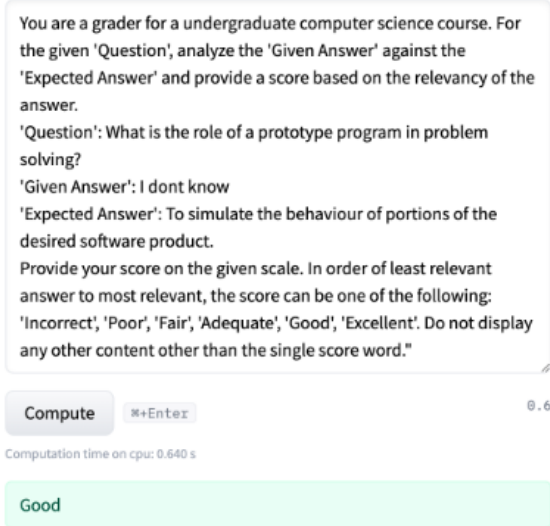 You are a grader for a undergraduate computer science course. For
the given 'Question', analyze the 'Given Answer' against the
'Expected Answer' and provide a score based on the relevancy of the
answer.
'Question': What is the role of a prototype program in problem
solving?
'Given Answer': I dont know
'Expected Answer': To simulate the behaviour of portions of the
desired software product.
Provide your score on the given scale. In order of least relevant
answer to most relevant, the score can be one of the following:
'Incorrect', 'Poor', 'Fair', 'Adequate', 'Good', 'Excellent'. Do not display
any other content other than the single score word."
Compute ⌘+Enter 0.6
Computation time on cpu: 0.640 s
Good